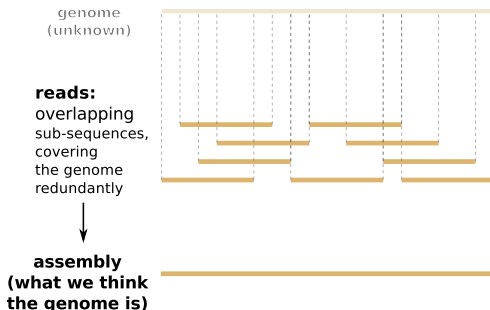 genome
(unknown)
reads:
overlapping
sub-sequences,
covering
the genome
redundantly
assembly
(what we think
the genome is)